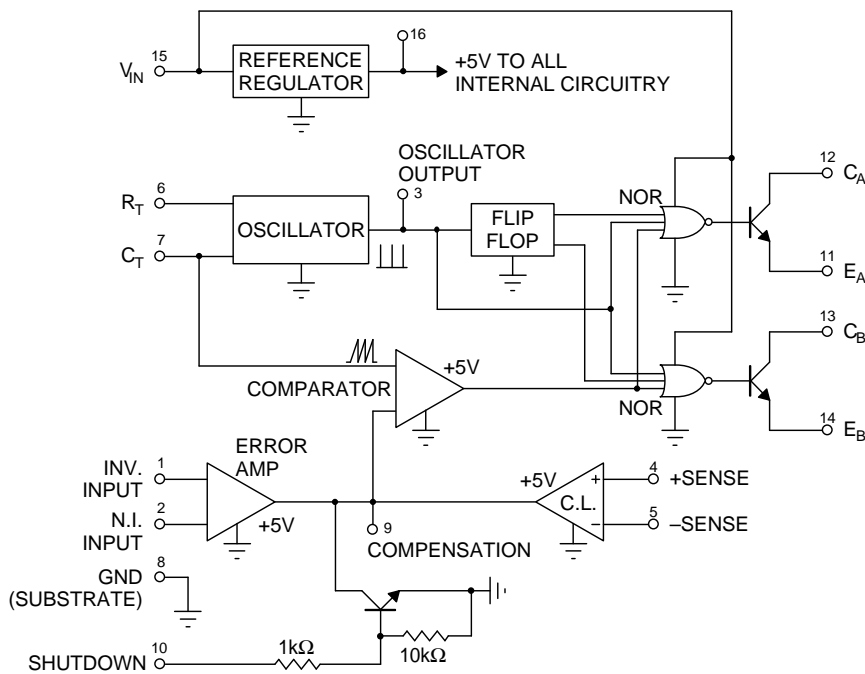 16
15
V_IN
REFERENCE
REGULATOR
+5V TO ALL
INTERNAL CIRCUITRY
OSCILLATOR
OUTPUT
3
6
R_T
7
C_T
OSCILLATOR
FLIP
FLOP
NOR
12
C_A
11
E_A
13
C_B
14
E_B
NOR
COMPARATOR
+5V
ERROR
AMP
1
INV.
INPUT
2
N.I.
INPUT
+5V
9
COMPENSATION
+5V
C.L.
+
−
4
+SENSE
5
–SENSE
8
GND
(SUBSTRATE)
10
SHUTDOWN
1kΩ
10kΩ